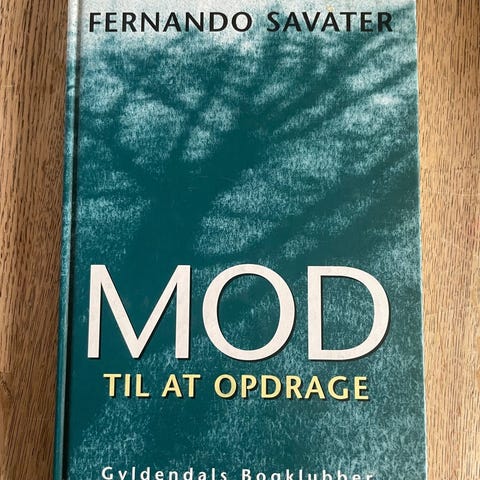 FERNANDO SAVATER
MOD
TIL AT OPDRAGE
Gyldendals Bogklubber